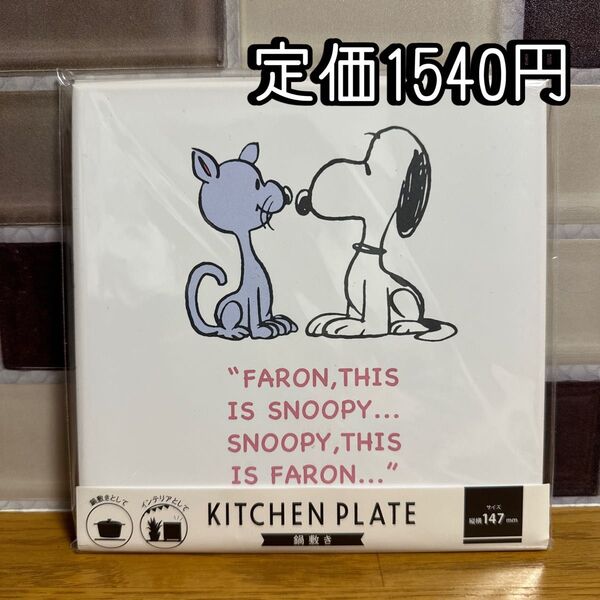 定価1540円
"FARON,THIS
IS SNOOPY...
SNOOPY,THIS
IS FARON..."
鍋敷きとして
インテリアとして
KITCHEN PLATE
鍋敷き
サイズ
縦横147mm